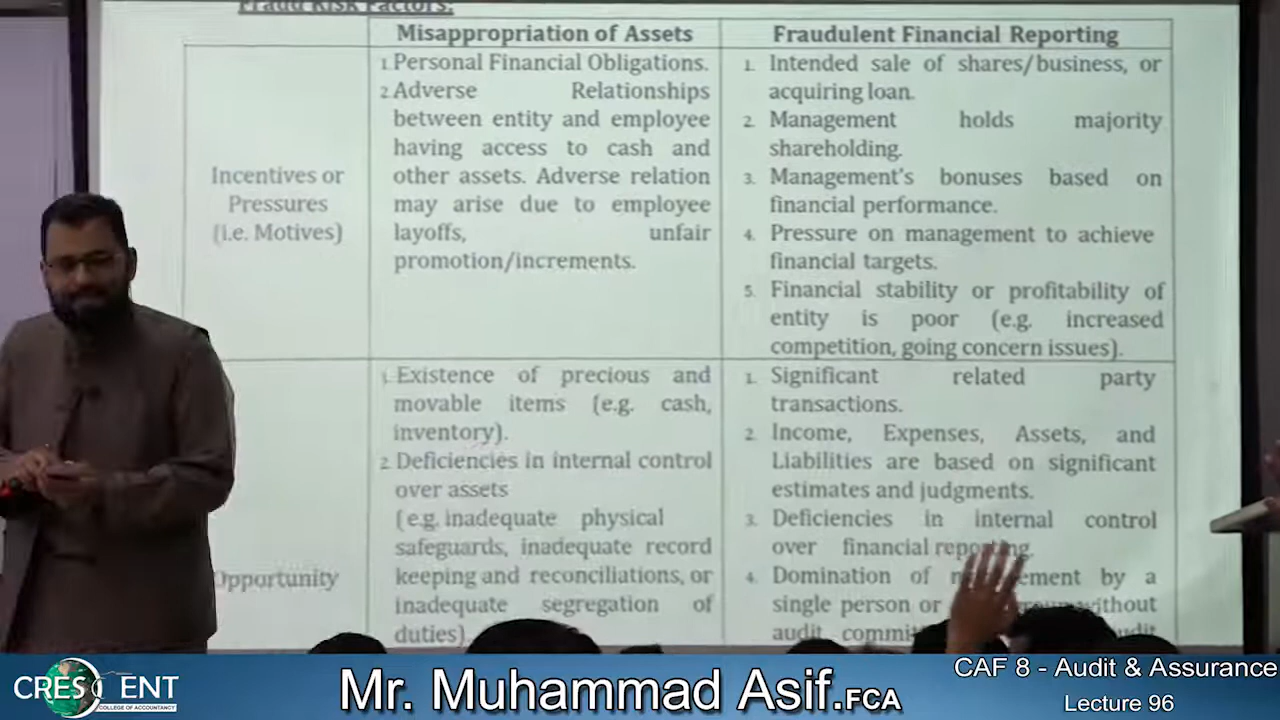 Fraud Risk Factors:
Misappropriation of Assets
Fraudulent Financial Reporting
Incentives or
Pressures
(i.e. Motives)
1. Personal Financial Obligations.
2. Adverse Relationships
between entity and employee
having access to cash and
other assets. Adverse relation
may arise due to employee
layoffs, unfair
promotion/increments.
1. Intended sale of shares/business, or
acquiring loan.
2. Management holds majority
shareholding.
3. Management's bonuses based on
financial performance.
4. Pressure on management to achieve
financial targets.
5. Financial stability or profitability of
entity is poor (e.g. increased
competition, going concern issues).
Opportunity
1. Existence of precious and
movable items (e.g. cash,
inventory).
2. Deficiencies in internal control
over assets
(e.g. inadequate physical
safeguards, inadequate record
keeping and reconciliations, or
inadequate segregation of
duties).
1. Significant related party
transactions.
2. Income, Expenses, Assets, and
Liabilities are based on significant
estimates and judgments.
3. Deficiencies in internal control
over financial reporting.
4. Domination of management by a
single person or without
audit
CRESCENT
COLLEGE OF ACCOUNTANCY
Mr. Muhammad Asif.FCA
CAF 8 - Audit & Assurance
Lecture 96